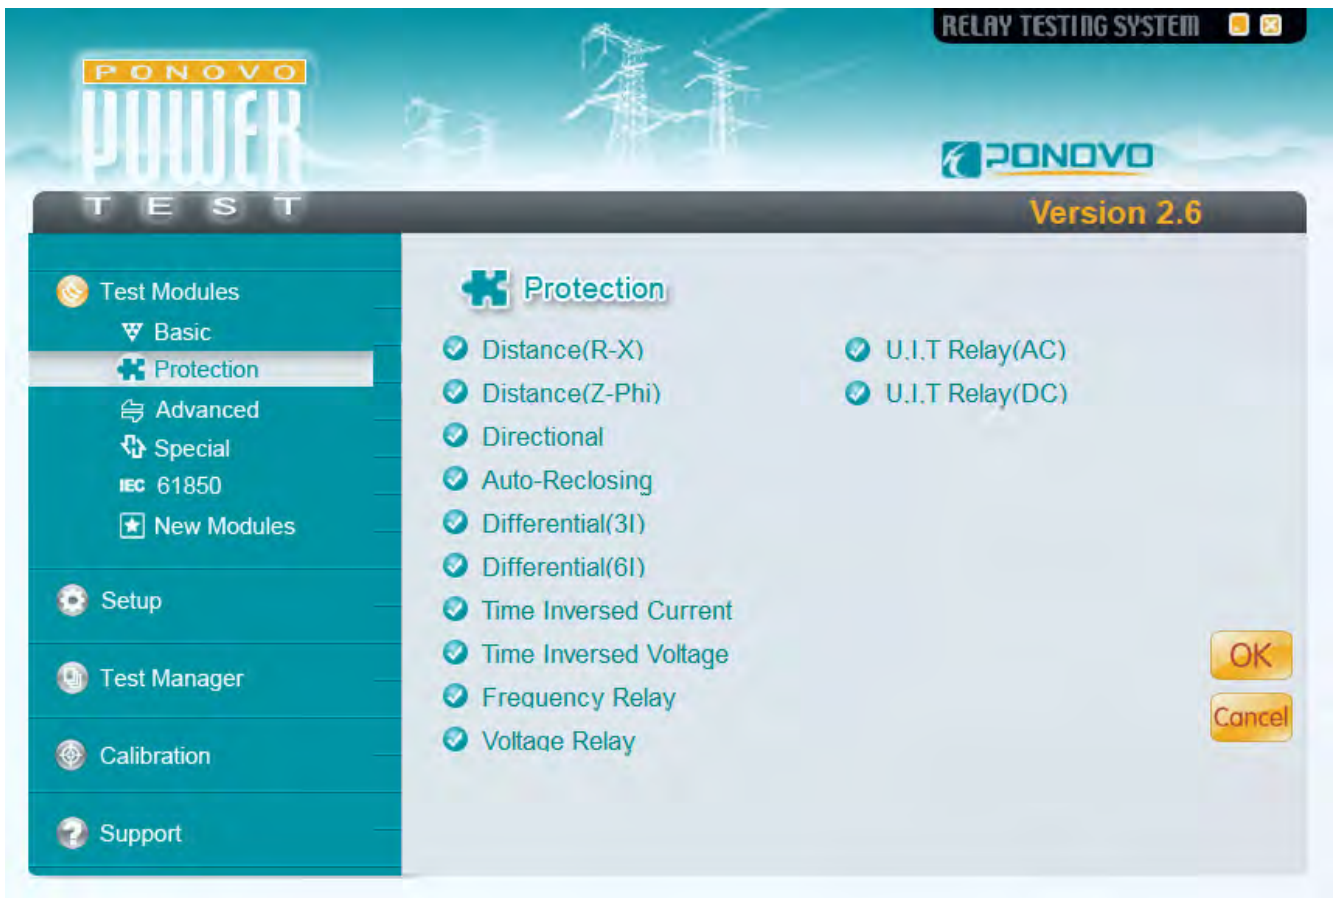 RELAY TESTING SYSTEM
PONOVO
POWER
TEST
PONOVO
Version 2.6
Test Modules
Basic
Protection
Advanced
Special
IEC 61850
New Modules
Setup
Test Manager
Calibration
Support
Protection
Distance(R-X)
Distance(Z-Phi)
Directional
Auto-Reclosing
Differential(3I)
Differential(6I)
Time Inversed Current
Time Inversed Voltage
Frequency Relay
Voltage Relay
U.I.T Relay(AC)
U.I.T Relay(DC)
OK
Cancel